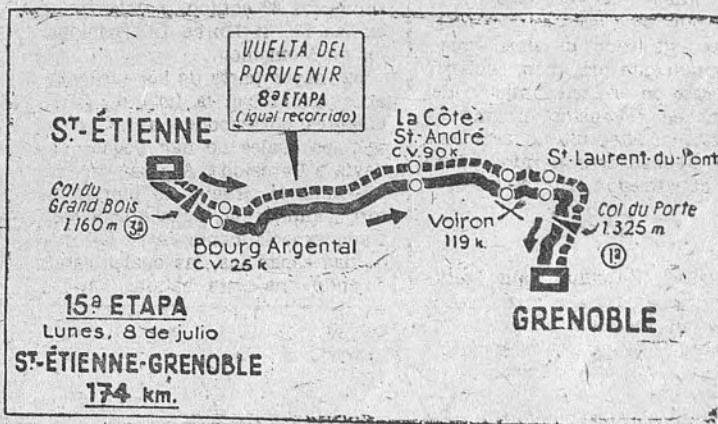 VUELTA DEL
PORVENIR
8ª ETAPA
(igual recorrido)
Sᵀ-ÉTIENNE
La Côte
St-André
C.V. 90 k.
Sᵗ-Laurent-du-Pont
Col du
Grand Bois
1.160 m
3ª
Col du Porte
1.325 m
1ª
Voiron
119 k.
Bourg Argental
C.V. 25 k
GRENOBLE
15ª ETAPA
Lunes, 8 de julio
Sᵀ-ÉTIENNE-GRENOBLE
174 km.